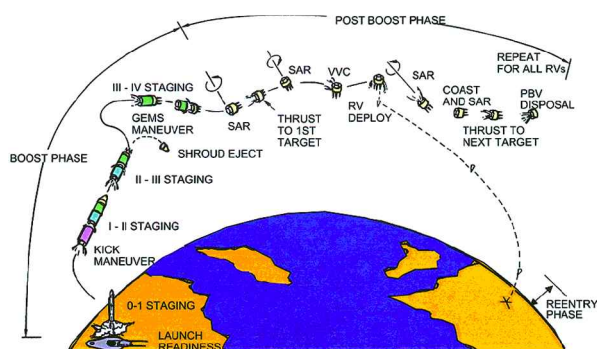 POST BOOST PHASE
REPEAT
FOR ALL RVs
SAR
VVC
SAR
III - IV STAGING
GEMS
MANEUVER
SAR
THRUST
TO 1ST
TARGET
RV
DEPLOY
COAST
AND SAR
PBV
DISPOSAL
THRUST TO
NEXT TARGET
BOOST PHASE
SHROUD EJECT
II - III STAGING
I - II STAGING
KICK
MANEUVER
0-1 STAGING
LAUNCH
READINESS
REENTRY
PHASE